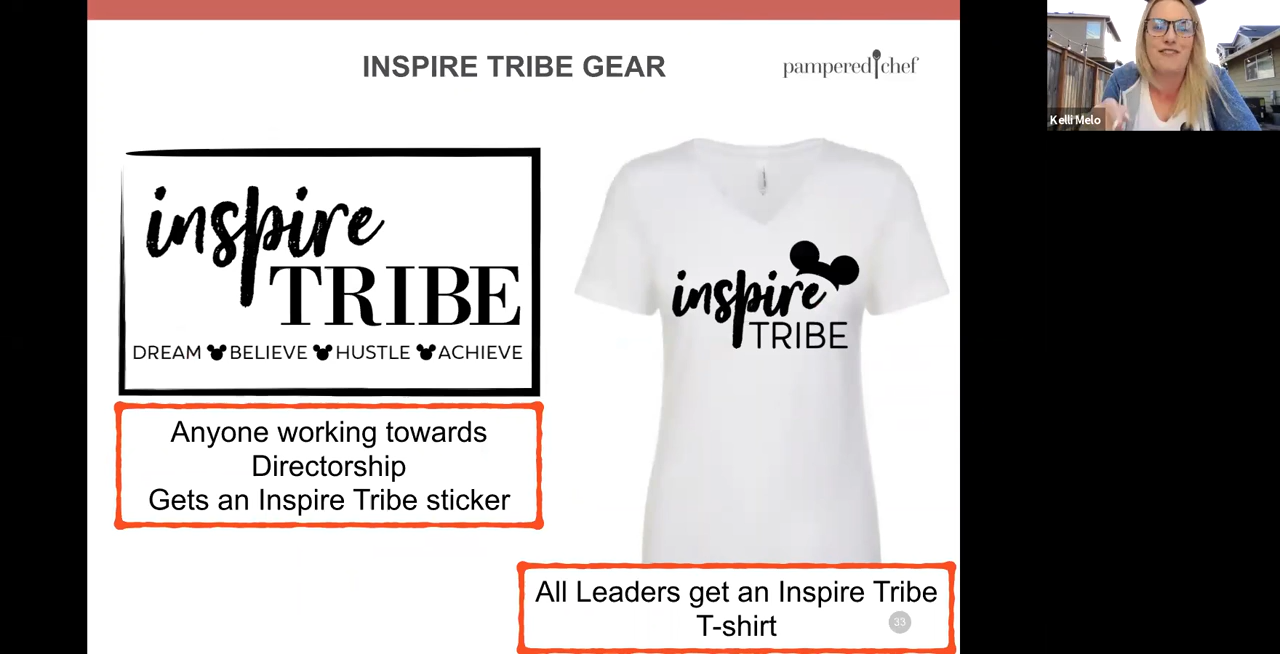 INSPIRE TRIBE GEAR
pampered chef
Kelli Melo
inspire
TRIBE
DREAM BELIEVE HUSTLE ACHIEVE
inspire
TRIBE
Anyone working towards
Directorship
Gets an Inspire Tribe sticker
All Leaders get an Inspire Tribe
T-shirt
33